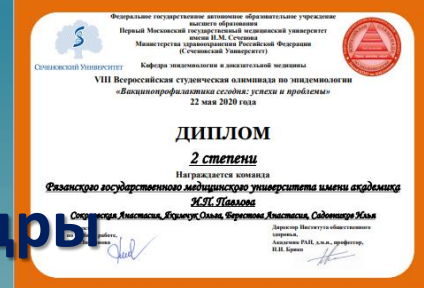 Федеральное государственное автономное образовательное учреждение
высшего образования
Первый Московский государственный медицинский университет
имени И.М. Сеченова
Министерства здравоохранения Российской Федерации
(Сеченовский Университет)
Сеченовский Университет
Кафедра эпидемиологии и доказательной медицины
VIII Всероссийская студенческая олимпиада по эпидемиологии
«Вакцинопрофилактика сегодня: успехи и проблемы»
22 мая 2020 года
ДИПЛОМ
2 степени
Награждается команда
Рязанского государственного медицинского университета имени академика
И.П. Павлова
Анастасия, Якимчук Ольга, Берестова Анастасия, Садовников Илья
Директор Института общественного
работе,
здоровья,
Академик РАН, д.м.н., профессор,
Н.И. Брико
дры